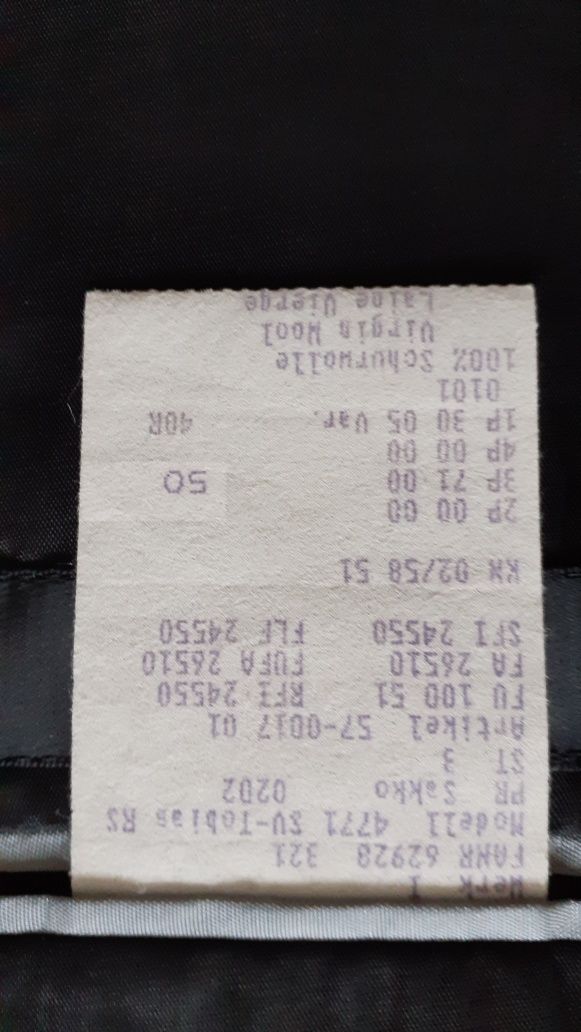 Werk 1
FANR 62928 321
Modell 4771 SV-Tobias RS
PR Sakko 0202
ST 3
Artikel 57-0017 01
FU 100 51 RFI 24550
FA 26510 FUFA 26510
SFI 24550 FLF 24550
KW 02/58 51
2P 00 00
3P 71 00 50
4P 00 00
1P 30 05 Var. 40R
0101
100% Schurwolle
Virgin Wool
Laine Vierge